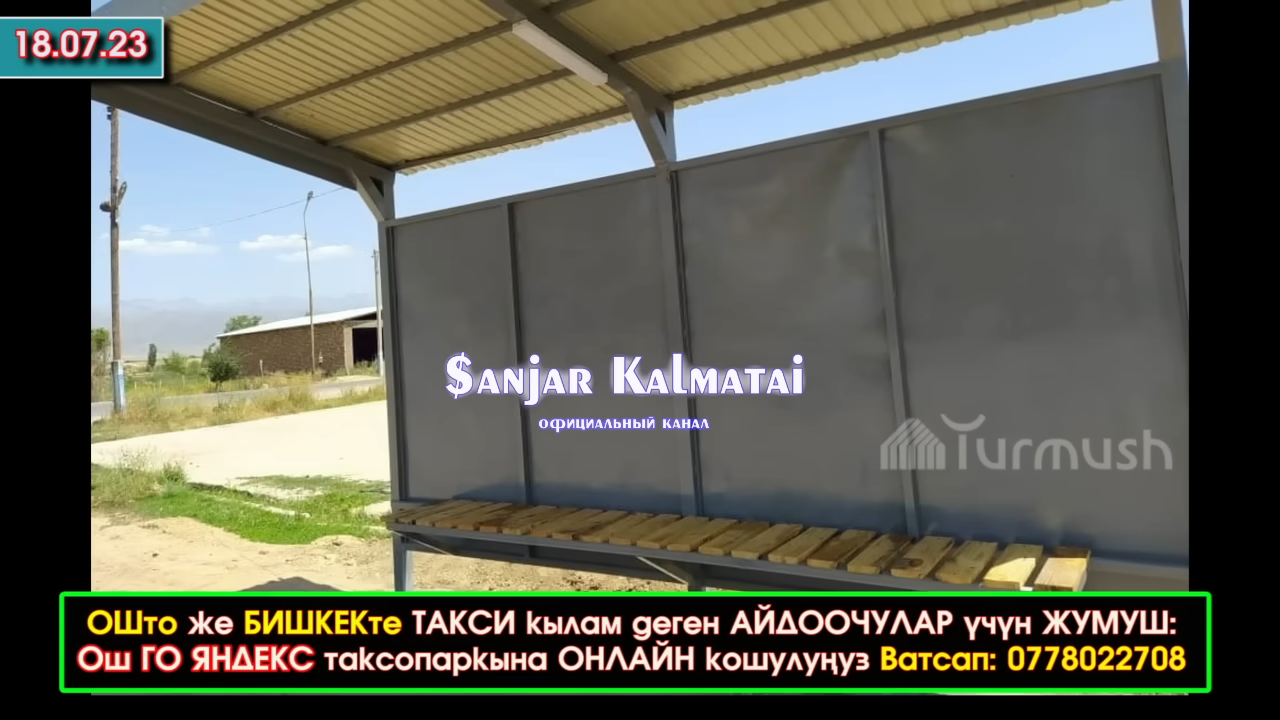 18.07.23
$anjar Kalmatai
официальный канал
Turmush
ОШто же БИШКЕКте ТАКСИ кылам деген АЙДООЧУЛАР үчүн ЖУМУШ:
Ош ГО ЯНДЕКС таксопаркына ОНЛАЙН кошулуңуз Ватсап: 0778022708